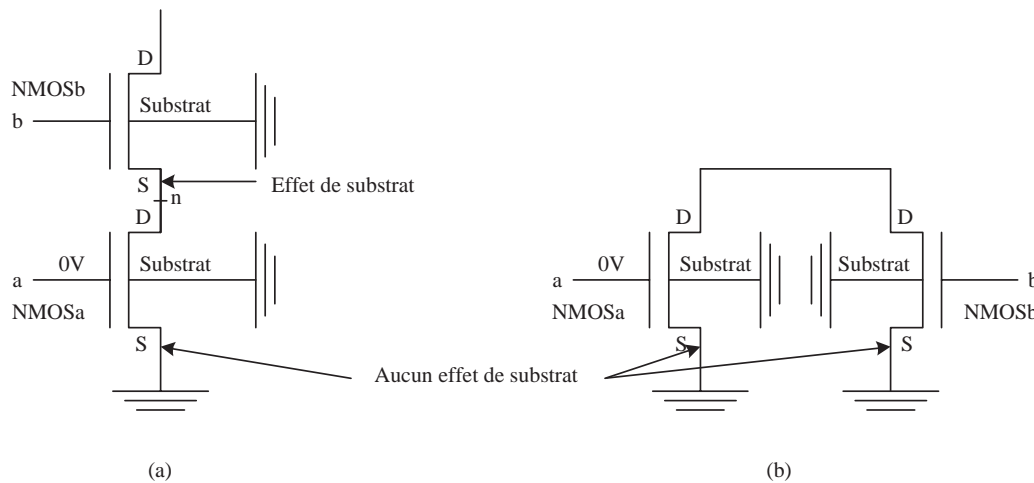 D
NMOSb
Substrat
b
S
Effet de substrat
n
D
0V
Substrat
a
NMOSa
S
D
D
0V
Substrat
Substrat
a
b
NMOSa
NMOSb
S
S
Aucun effet de substrat
(a)
(b)